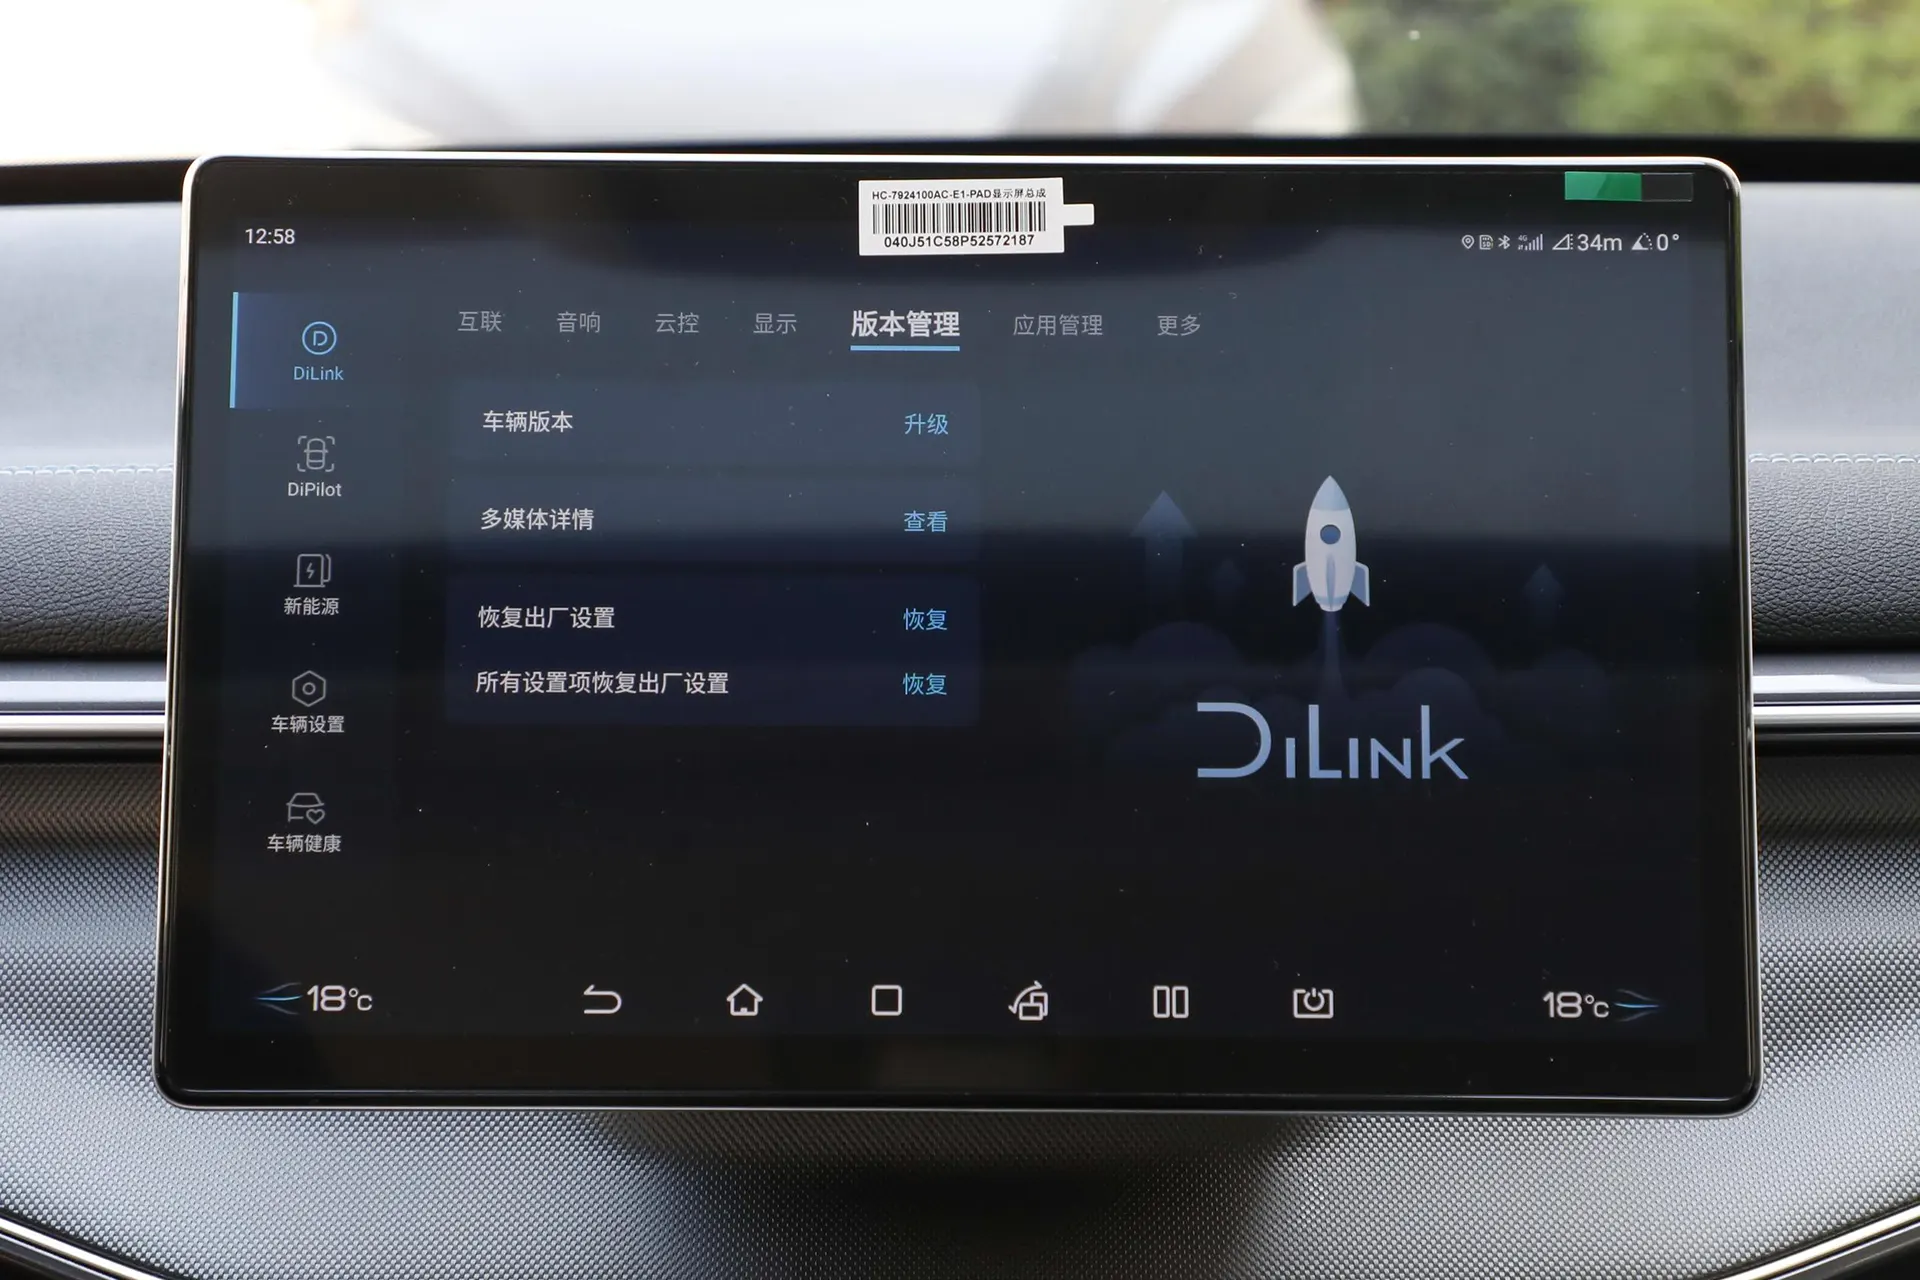 HC-7924100AC-E1-PAD显示屏总成
040J51C58P52572187
12:58
4G
34m
0°
DiLink
DiPilot
新能源
车辆设置
车辆健康
互联 音响 云控 显示 版本管理 应用管理 更多
车辆版本 升级
多媒体详情 查看
恢复出厂设置 恢复
所有设置项恢复出厂设置 恢复
DiLink
18°C
18°C